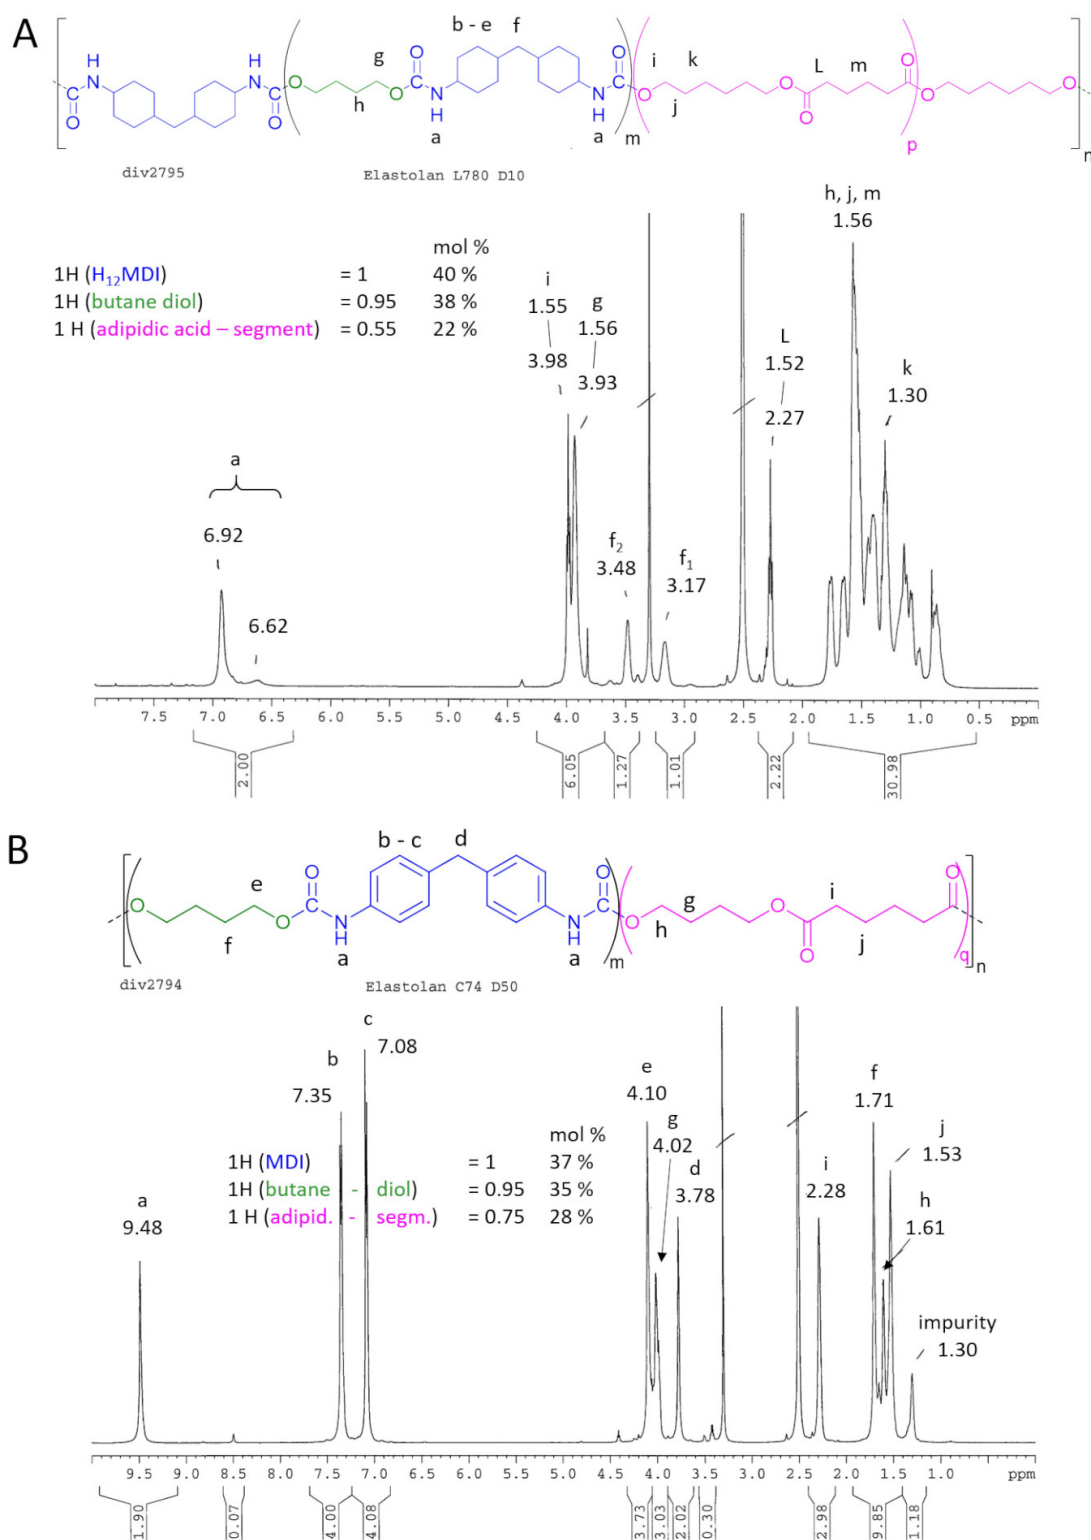 A
b - e f
H H O O
N O g N O i k L m O
O h O N N O j O O O
O H H
a a m p n
div2795 Elastolan L780 D10
h, j, m
1.56
mol %
1H (H₁₂MDI) = 1 40 %
1H (butane diol) = 0.95 38 %
1 H (adipidic acid – segment) = 0.55 22 %
i
1.55 g
1.56
3.98
3.93
L
1.52
2.27
k
1.30
a
6.92
6.62
f₂
3.48
f₁
3.17
7.5 7.0 6.5 6.0 5.5 5.0 4.5 4.0 3.5 3.0 2.5 2.0 1.5 1.0 0.5 ppm
2.00 6.05 1.27 1.01 2.22 30.98
B
b - c d
O O O
O e O N N O g O i
f H H h O j
a a m q n
div2794 Elastolan C74 D50
c
7.08
b
7.35
e
4.10
g
4.02
d
3.78
f
1.71
j
1.53
mol %
1H (MDI) = 1 37 %
1H (butane - diol) = 0.95 35 %
1 H (adipid. - segm.) = 0.75 28 %
a
9.48
i
2.28
h
1.61
impurity
1.30
9.5 9.0 8.5 8.0 7.5 7.0 6.5 6.0 5.5 5.0 4.5 4.0 3.5 3.0 2.5 2.0 1.5 1.0 ppm
1.90 0.07 4.00 4.08 3.73 3.03 2.02 0.30 2.98 9.85 1.18